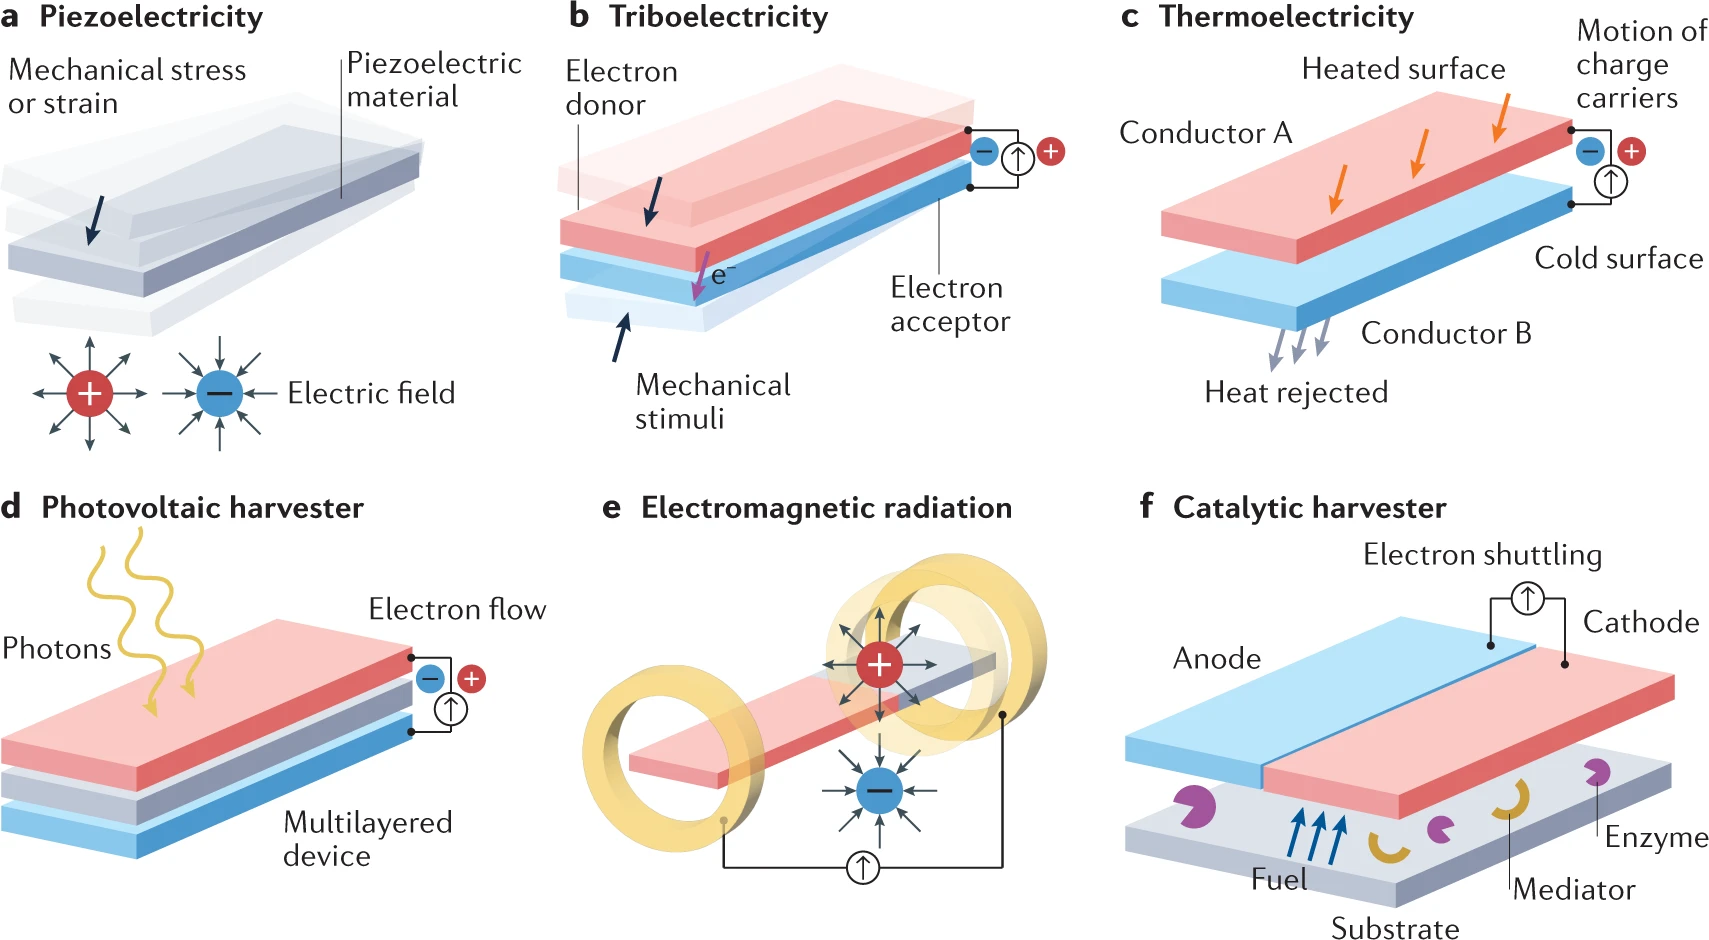 a Piezoelectricity
Mechanical stress
or strain
Piezoelectric
material
+
−
Electric field
b Triboelectricity
Electron
donor
−
+
e−
Electron
acceptor
Mechanical
stimuli
c Thermoelectricity
Motion of
charge
carriers
Heated surface
Conductor A
−
+
Cold surface
Conductor B
Heat rejected
d Photovoltaic harvester
Photons
Electron flow
−
+
Multilayered
device
e Electromagnetic radiation
+
−
f Catalytic harvester
Electron shuttling
Cathode
Anode
Enzyme
Fuel
Mediator
Substrate